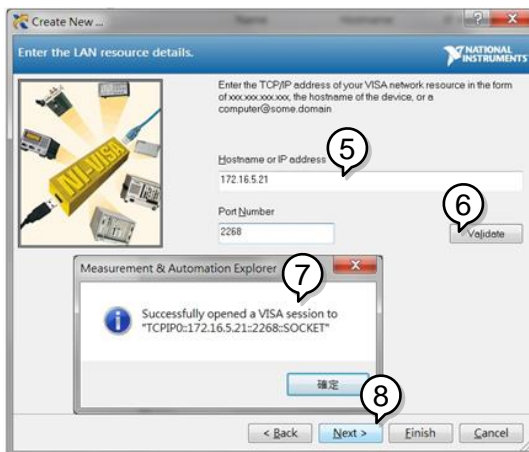 Create New ...
Enter the LAN resource details.
NATIONAL INSTRUMENTS
Enter the TCP/IP address of your VISA network resource in the form
of xxx.xxx.xxx.xxx, the hostname of the device, or a
computer@some.domain
NI-VISA
Hostname or IP address
5
172.16.5.21
Port Number
6
2268
Validate
Measurement & Automation Explorer
7
Successfully opened a VISA session to
"TCPIP0::172.16.5.21::2268::SOCKET"
確定
8
< Back
Next >
Finish
Cancel